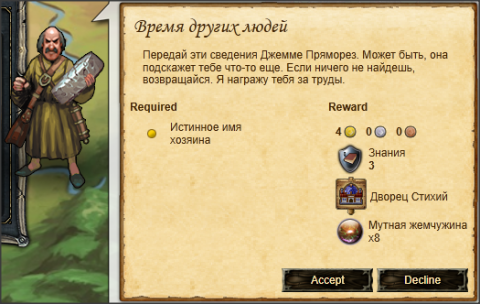 Время других людей
Передай эти сведения Джемме Пряморез. Может быть, она
подскажет тебе что-то еще. Если ничего не найдешь,
возвращайся. Я награжу тебя за труды.
Required
Истинное имя
хозяина
Reward
4 0 0
Знания
3
Дворец Стихий
Мутная жемчужина
x8
Accept
Decline